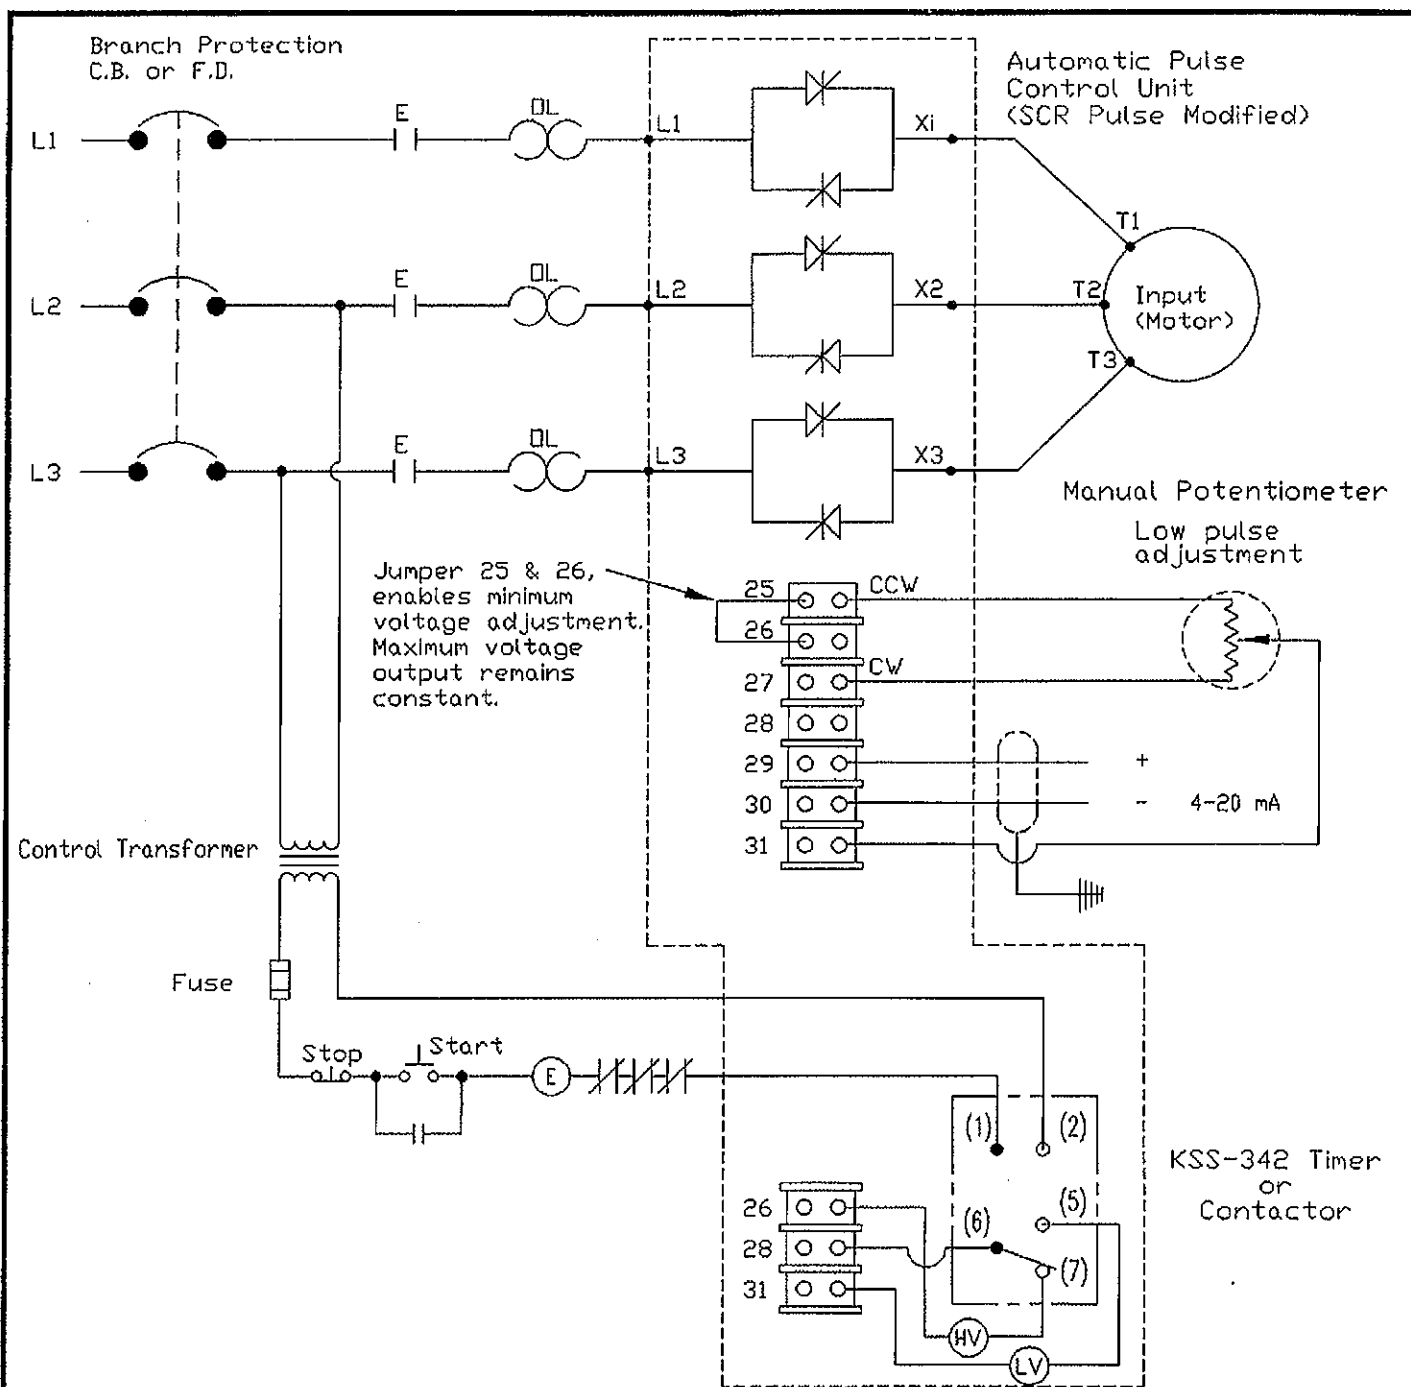 Branch Protection
C.B. or F.D.
Automatic Pulse
Control Unit
(SCR Pulse Modified)
L1
E
OL
L1
Xi
T1
L2
E
OL
L2
X2
T2
Input
(Motor)
T3
L3
E
OL
L3
X3
Manual Potentiometer
Low pulse
adjustment
Jumper 25 & 26,
enables minimum
voltage adjustment.
Maximum voltage
output remains
constant.
25
CCW
26
27
CW
28
29
+
30
-
4-20 mA
31
Control Transformer
Fuse
Stop
Start
E
(1)
(2)
KSS-342 Timer
or
Contactor
26
(6)
(5)
28
(7)
31
HV
LV